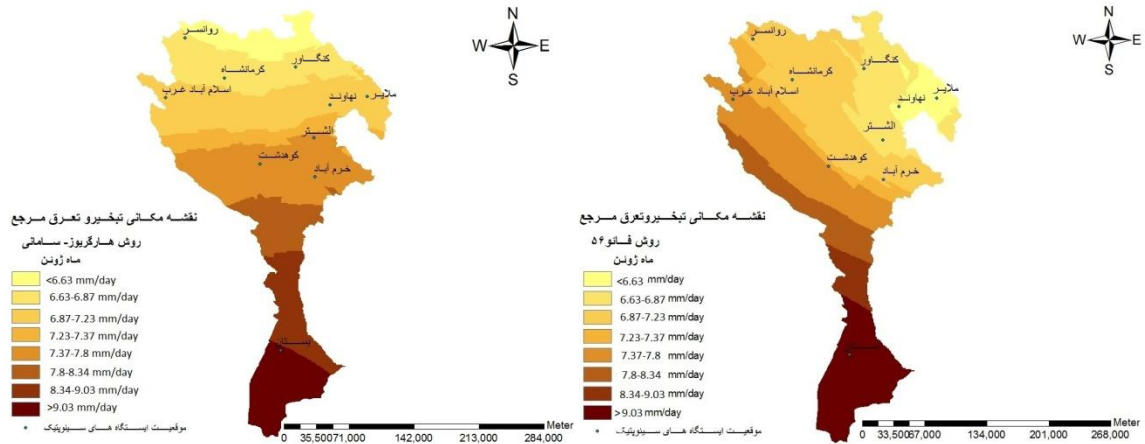 روانسر
کنگاور
کرمانشاه
اسلام آباد غرب
نهاوند
ملایر
الشتر
کوهدشت
خرم آباد
بستان
N
W E
S
نقشه مکانی تبخیرو تعرق مرجع
روش هارگریوز- سامانی
ماه ژوئن
<6.63 mm/day
6.63-6.87 mm/day
6.87-7.23 mm/day
7.23-7.37 mm/day
7.37-7.8 mm/day
7.8-8.34 mm/day
8.34-9.03 mm/day
>9.03 mm/day
موقعیت ایستگاه های سینوپتیک
Meter
0 35,50071,000 142,000 213,000 284,000
روانسر
کنگاور
کرمانشاه
اسلام آباد غرب
نهاوند
ملایر
الشتر
کوهدشت
خرم آباد
N
W E
S
نقشه مکانی تبخیروتعرق مرجع
روش فائو۵۶
ماه ژوئن
<6.63 mm/day
6.63-6.87 mm/day
6.87-7.23 mm/day
7.23-7.37 mm/day
7.37-7.8 mm/day
7.8-8.34 mm/day
8.34-9.03 mm/day
>9.03 mm/day
موقعیت ایستگاه های سینوپتیک
Meter
0 33,50067,000 134,000 201,000 268,000